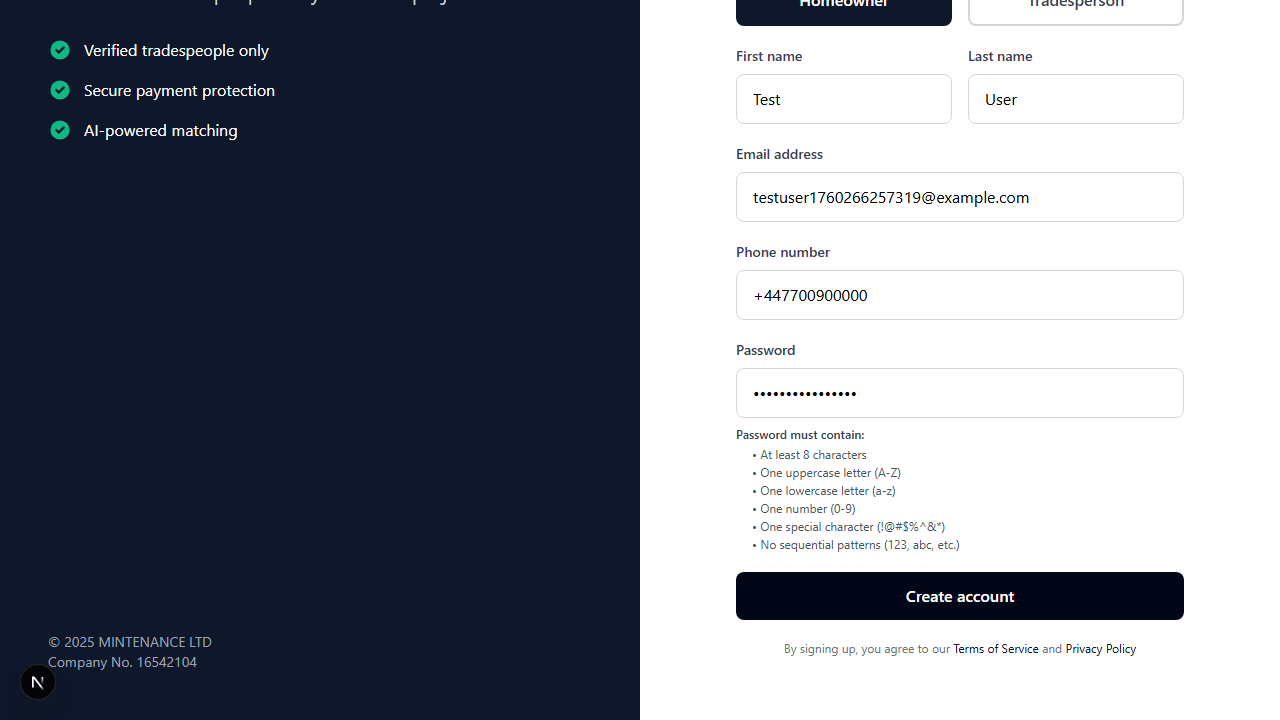 Verified tradespeople only
Secure payment protection
AI-powered matching
© 2025 MINTENANCE LTD
Company No. 16542104
N
Homeowner
Tradesperson
First name
Last name
Test
User
Email address
testuser1760266257319@example.com
Phone number
+447700900000
Password
••••••••••••••••
Password must contain:
• At least 8 characters
• One uppercase letter (A-Z)
• One lowercase letter (a-z)
• One number (0-9)
• One special character (!@#$%^&*)
• No sequential patterns (123, abc, etc.)
Create account
By signing up, you agree to our Terms of Service and Privacy Policy